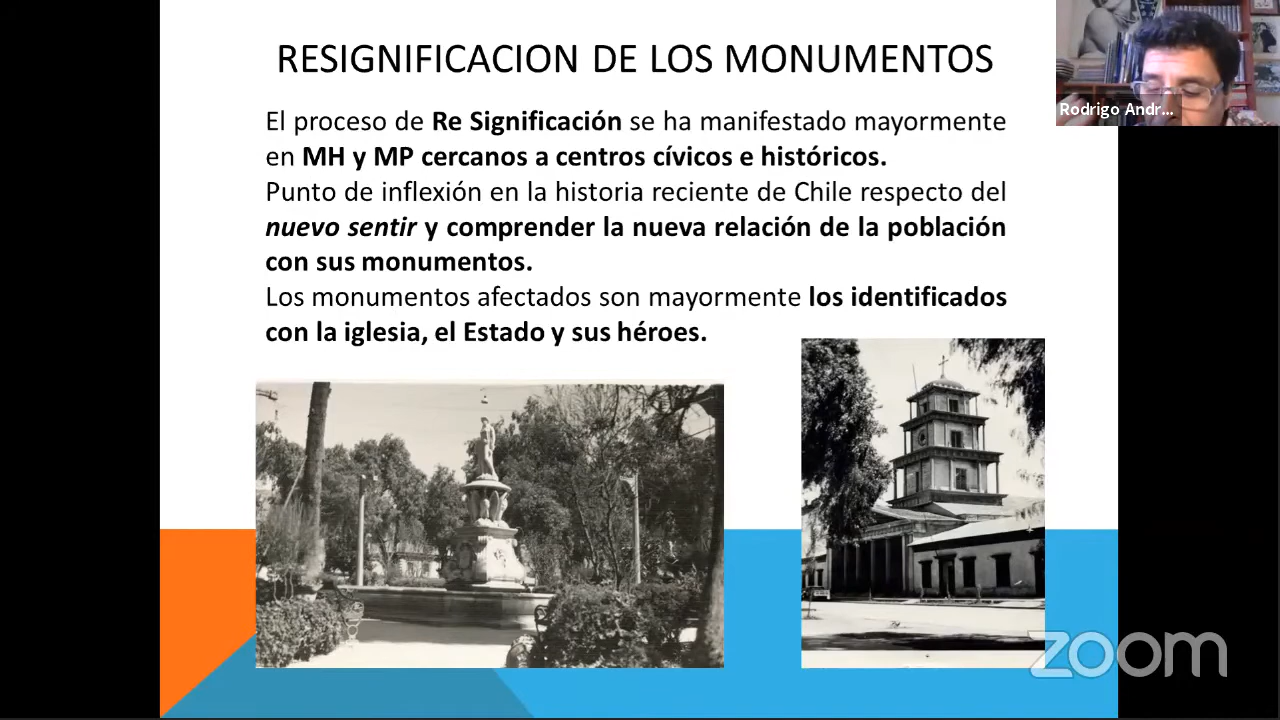 RESIGNIFICACION DE LOS MONUMENTOS
El proceso de Re Significación se ha manifestado mayormente
en MH y MP cercanos a centros cívicos e históricos.
Punto de inflexión en la historia reciente de Chile respecto del
nuevo sentir y comprender la nueva relación de la población
con sus monumentos.
Los monumentos afectados son mayormente los identificados
con la iglesia, el Estado y sus héroes.
Rodrigo Andr...
zoom